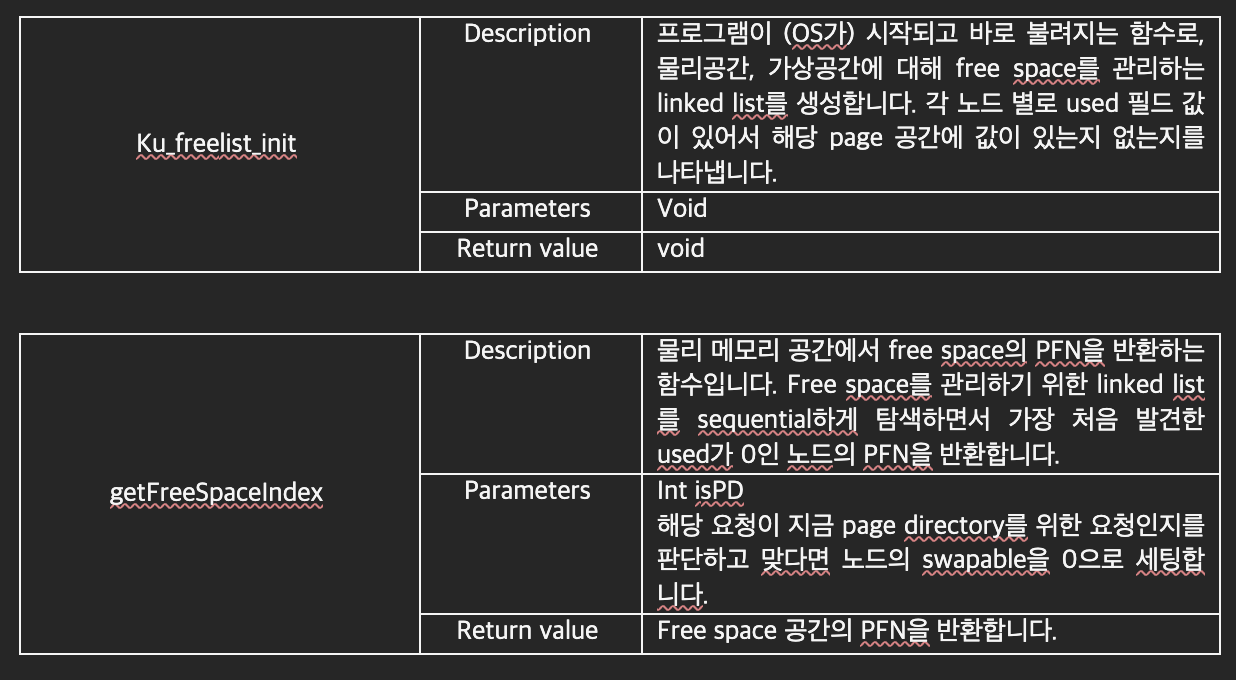 Ku_freelist_init
Description
프로그램이 (OS가) 시작되고 바로 불려지는 함수로,
물리공간, 가상공간에 대해 free space를 관리하는
linked list를 생성합니다. 각 노드 별로 used 필드 값
이 있어서 해당 page 공간에 값이 있는지 없는지를
나타냅니다.
Parameters
Void
Return value
void
getFreeSpaceIndex
Description
물리 메모리 공간에서 free space의 PFN을 반환하는
함수입니다. Free space를 관리하기 위한 linked list
를 sequential하게 탐색하면서 가장 처음 발견한
used가 0인 노드의 PFN을 반환합니다.
Parameters
Int isPD
해당 요청이 지금 page directory를 위한 요청인지를
판단하고 맞다면 노드의 swapable을 0으로 세팅합
니다.
Return value
Free space 공간의 PFN을 반환합니다.